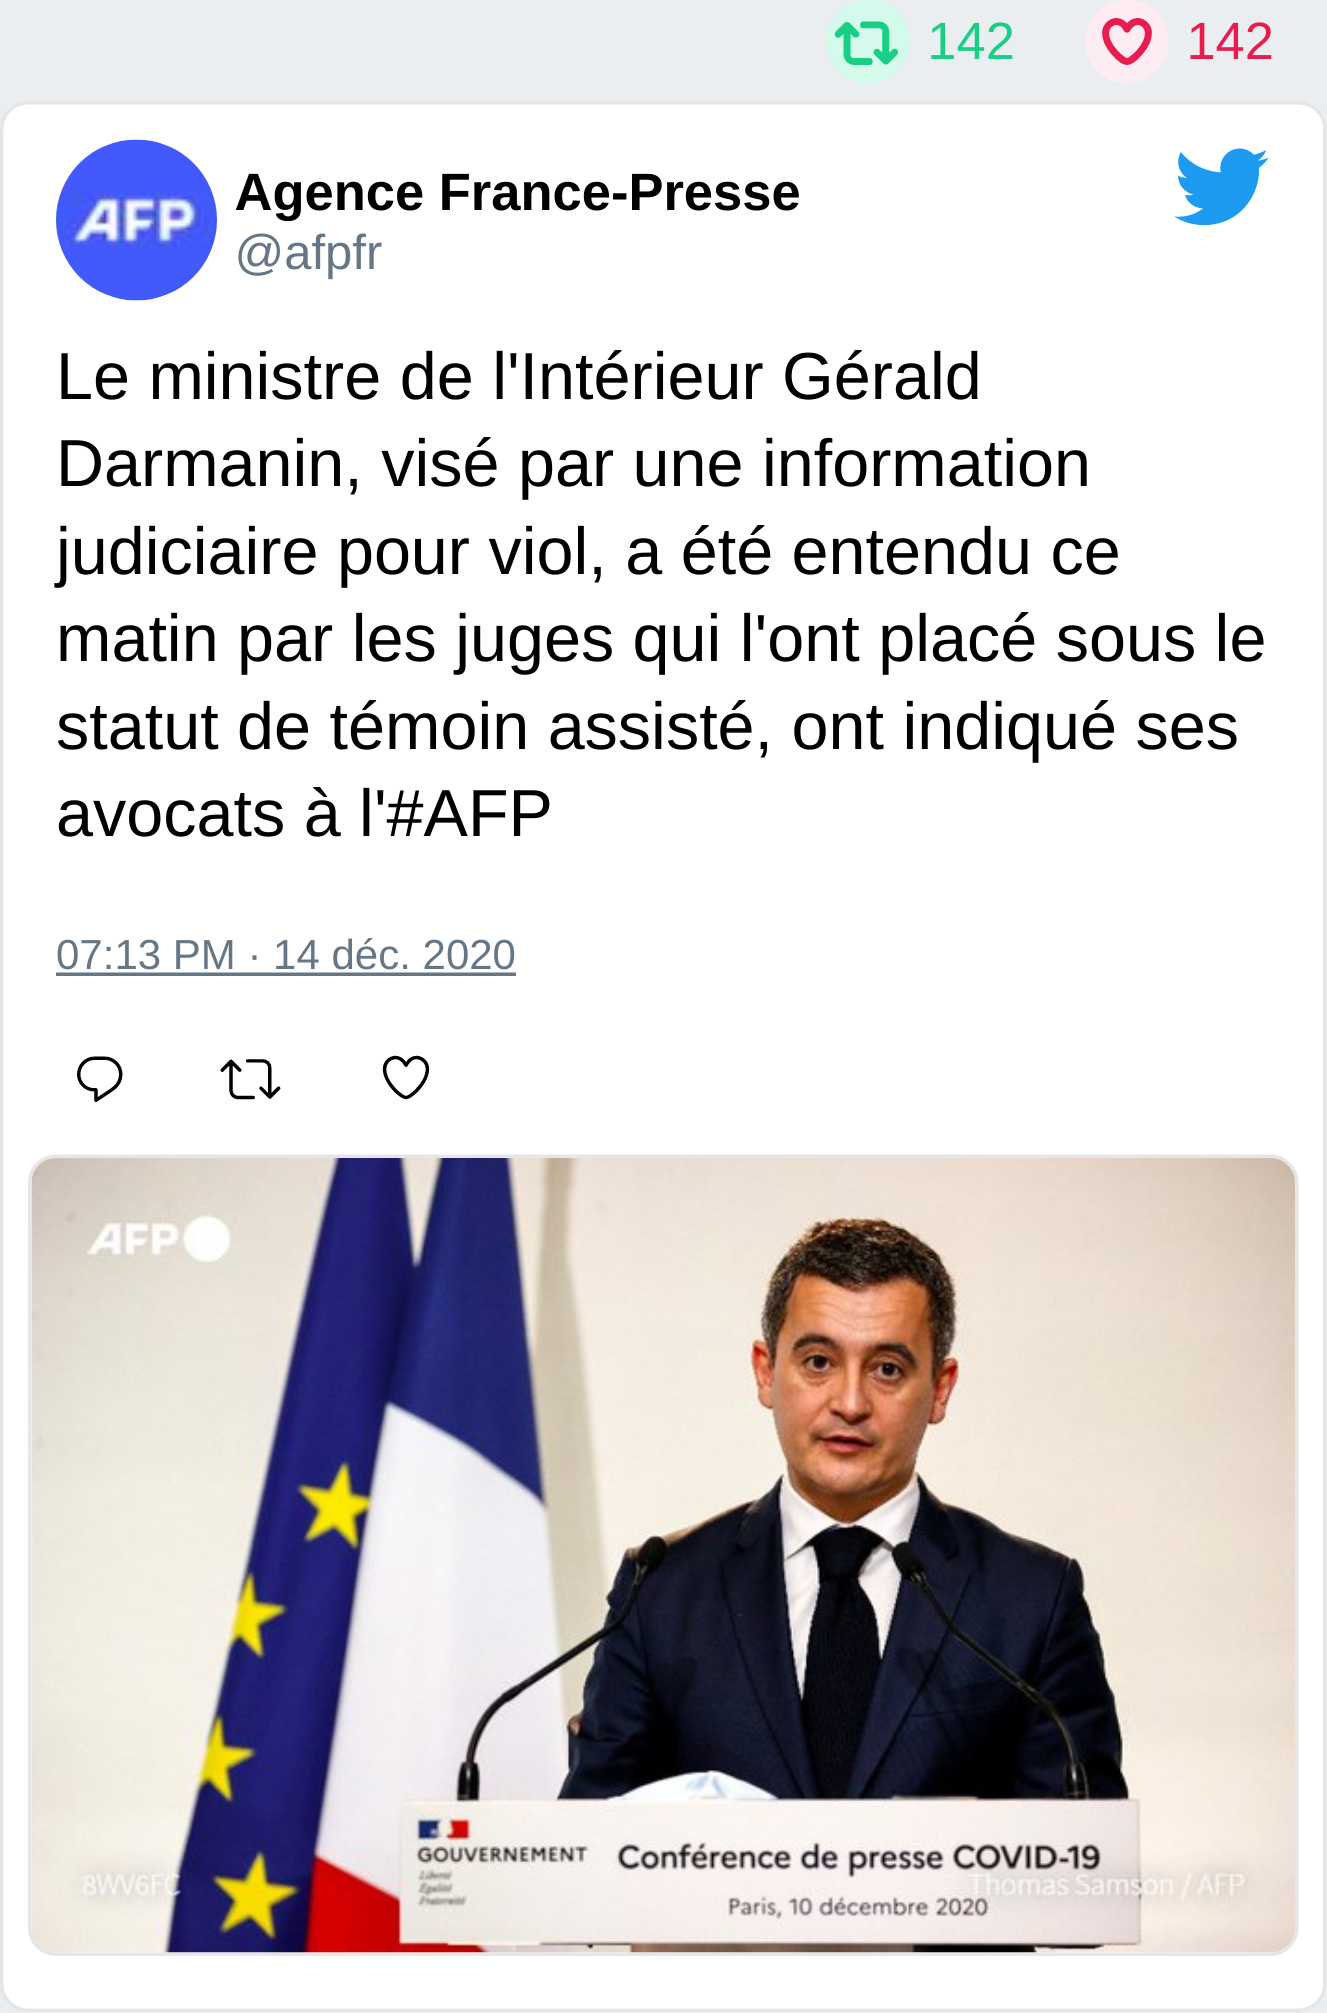 142 142
AFP
Agence France-Presse
@afpfr
Le ministre de l'Intérieur Gérald
Darmanin, visé par une information
judiciaire pour viol, a été entendu ce
matin par les juges qui l'ont placé sous le
statut de témoin assisté, ont indiqué ses
avocats à l'#AFP
07:13 PM · 14 déc. 2020
AFP
GOUVERNEMENT
Liberté
Égalité
Fraternité
Conférence de presse COVID-19
Paris, 10 décembre 2020
8WV6FC
Thomas Samson / AFP